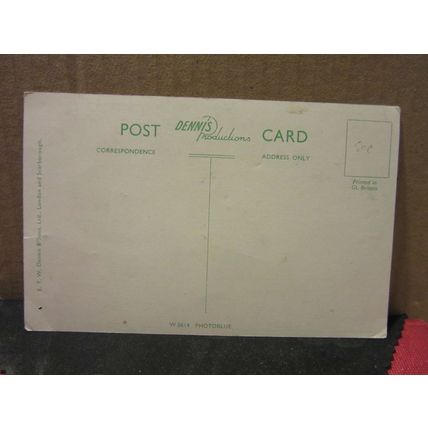 POST CARD
DENNIS
Productions
CORRESPONDENCE
ADDRESS ONLY
Printed in
Gt. Britain
E. T. W. Dennis & Sons, Ltd., London and Scarborough.
W 5614 PHOTOBLUE